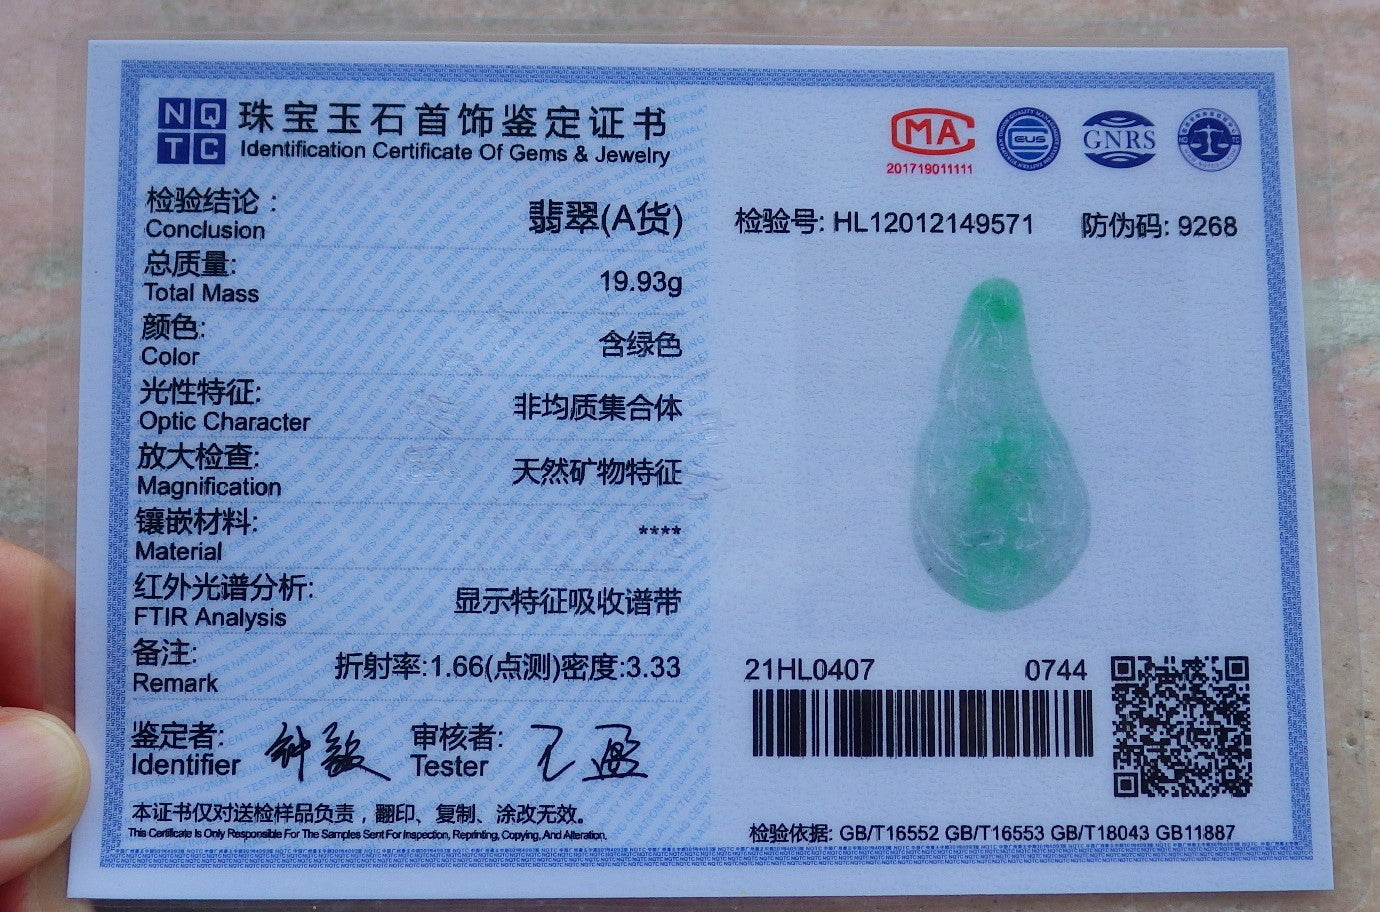 NQTC
珠宝玉石首饰鉴定证书
Identification Certificate Of Gems & Jewelry
检验结论: 翡翠(A货)
Conclusion
总质量: 19.93g
Total Mass
颜色: 含绿色
Color
光性特征: 非均质集合体
Optic Character
放大检查: 天然矿物特征
Magnification
镶嵌材料: ****
Material
红外光谱分析: 显示特征吸收谱带
FTIR Analysis
备注: 折射率:1.66(点测)密度:3.33
Remark
鉴定者: 审核者:
Identifier Tester
本证书仅对送检样品负责，翻印、复制、涂改无效。
This Certificate Is Only Responsible For The Samples Sent For Inspection, Reprinting, Copying, And Alteration.
MA
201719011111
GNRS
检验号: HL12012149571 防伪码: 9268
21HL0407 0744
检验依据: GB/T16552 GB/T16553 GB/T18043 GB11887